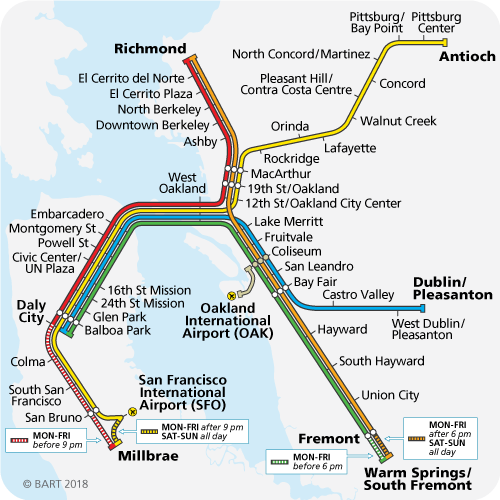 Richmond
El Cerrito del Norte
El Cerrito Plaza
North Berkeley
Downtown Berkeley
Ashby
Pittsburg/
Bay Point
Pittsburg
Center
Antioch
North Concord/Martinez
Concord
Pleasant Hill/
Contra Costa Centre
Walnut Creek
Orinda
Lafayette
Rockridge
MacArthur
19th St/Oakland
12th St/Oakland City Center
West
Oakland
Embarcadero
Montgomery St
Powell St
Civic Center/
UN Plaza
16th St Mission
24th St Mission
Glen Park
Balboa Park
Daly
City
Colma
South San
Francisco
San Bruno
San Francisco
International
Airport (SFO)
Millbrae
MON-FRI
before 9 pm
MON-FRI
after 9 pm
SAT-SUN
all day
Lake Merritt
Fruitvale
Coliseum
San Leandro
Bay Fair
Oakland
International
Airport (OAK)
Castro Valley
Dublin/
Pleasanton
West Dublin/
Pleasanton
Hayward
South Hayward
Union City
Fremont
Warm Springs/
South Fremont
MON-FRI
before 6 pm
MON-FRI
after 6 pm
SAT-SUN
all day
© BART 2018